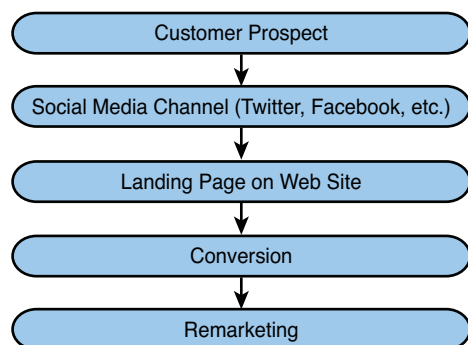 Customer Prospect
Social Media Channel (Twitter, Facebook, etc.)
Landing Page on Web Site
Conversion
Remarketing